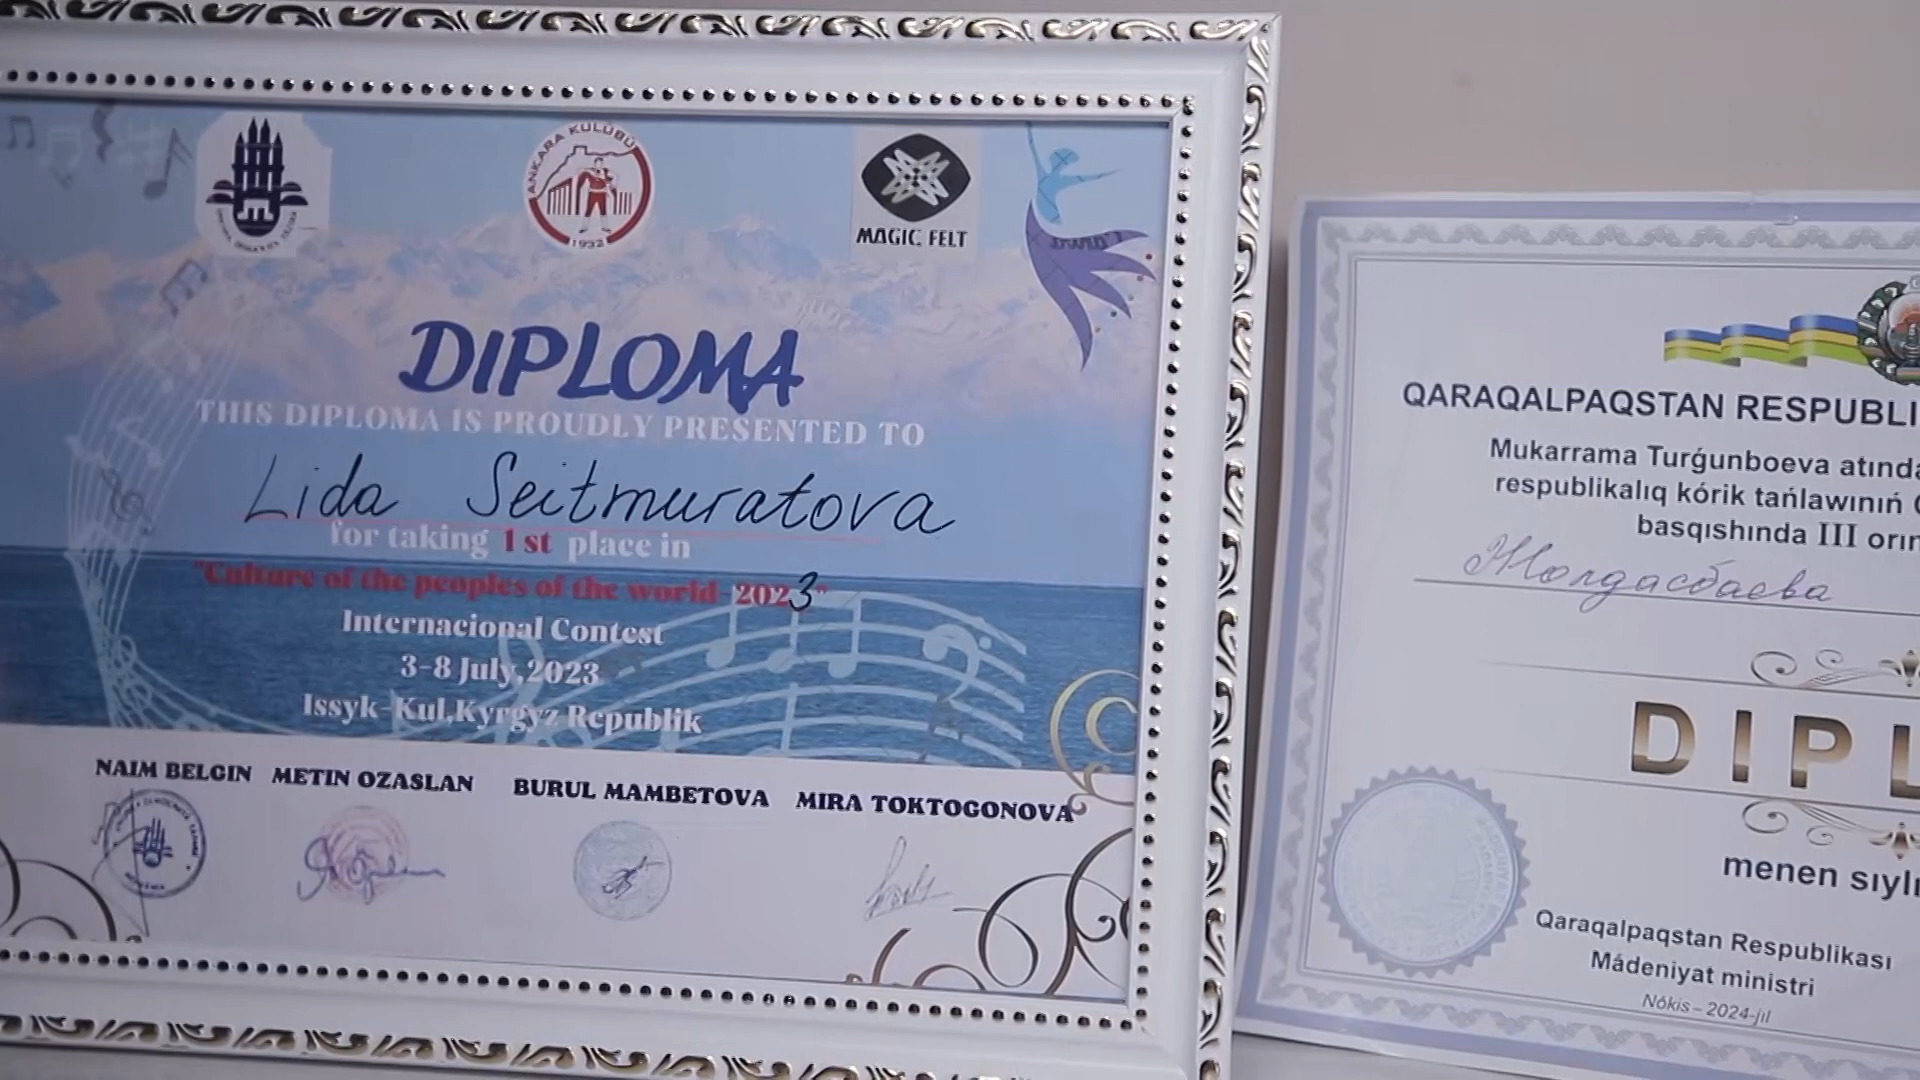 ANKARA KULÜBÜ
1932
MAGIC FELT
DIPLOMA
THIS DIPLOMA IS PROUDLY PRESENTED TO
Lida Seitmuratova
for taking 1 st place in
"Culture of the peoples of the world-2023"
Internacional Contest
3-8 July,2023
Issyk-Kul,Kyrgyz Republik
NAIM BELGIN METIN OZASLAN BURUL MAMBETOVA MIRA TOKTOGONOVA
QARAQALPAQSTAN RESPUBLI
Mukarrama Turǵunboeva atında
respublikalıq kórik tańlawınıń
basqıshında III orın
Жолдасбаева
DIPL
menen sıylı
Qaraqalpaqstan Respublikası
Mádeniyat ministri
Nókis – 2024-jıl